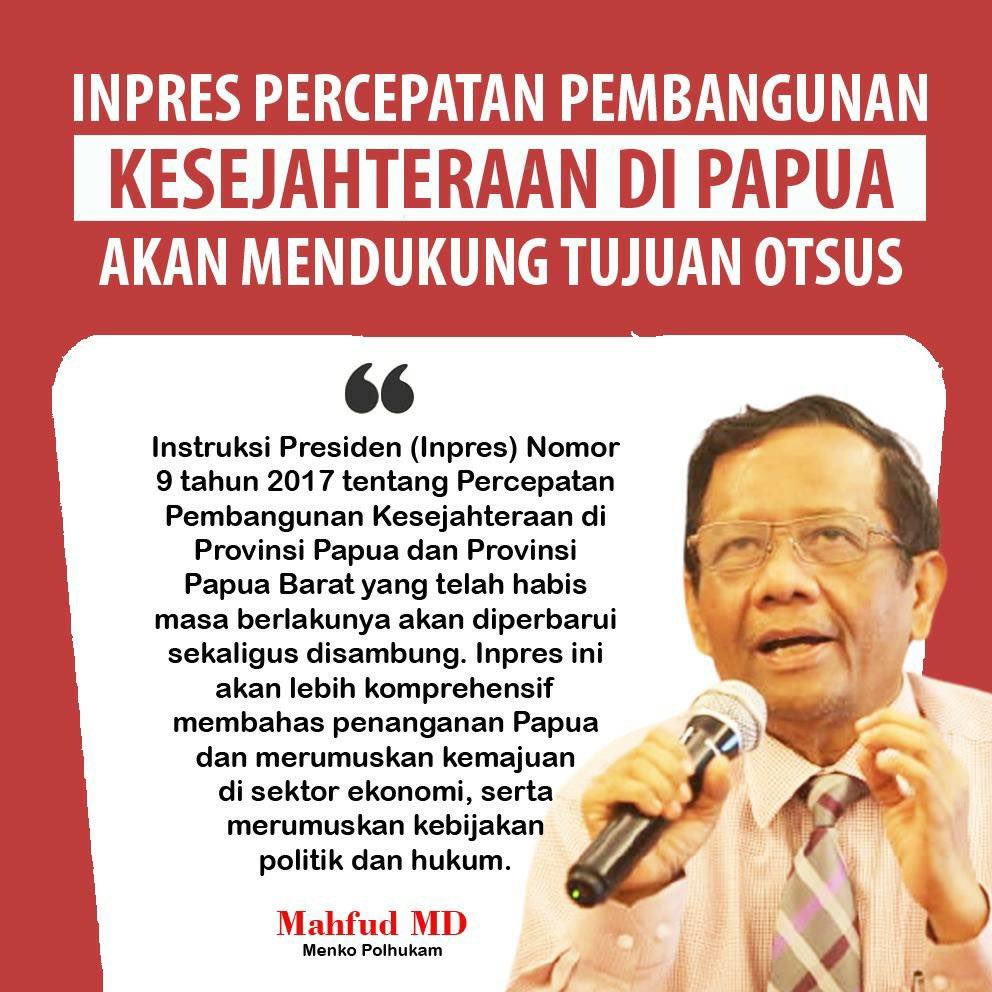 INPRES PERCEPATAN PEMBANGUNAN
KESEJAHTERAAN DI PAPUA
AKAN MENDUKUNG TUJUAN OTSUS
“
Instruksi Presiden (Inpres) Nomor
9 tahun 2017 tentang Percepatan
Pembangunan Kesejahteraan di
Provinsi Papua dan Provinsi
Papua Barat yang telah habis
masa berlakunya akan diperbarui
sekaligus disambung. Inpres ini
akan lebih komprehensif
membahas penanganan Papua
dan merumuskan kemajuan
di sektor ekonomi, serta
merumuskan kebijakan
politik dan hukum.
Mahfud MD
Menko Polhukam